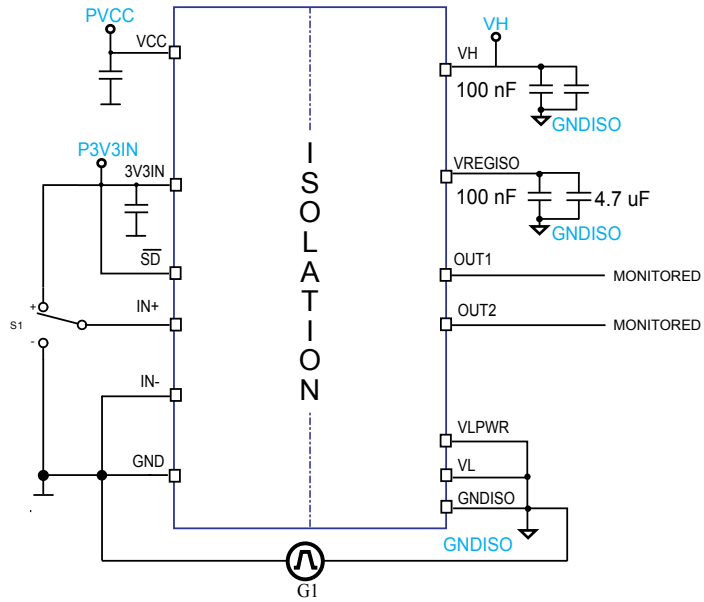 PVCC
VCC
P3V3IN
3V3IN
SD
IN+
+
S1
-
IN-
GND
I
S
O
L
A
T
I
O
N
VH
VH
100 nF
GNDISO
VREGISO
100 nF
4.7 uF
GNDISO
OUT1
MONITORED
OUT2
MONITORED
VLPWR
VL
GNDISO
GNDISO
G1